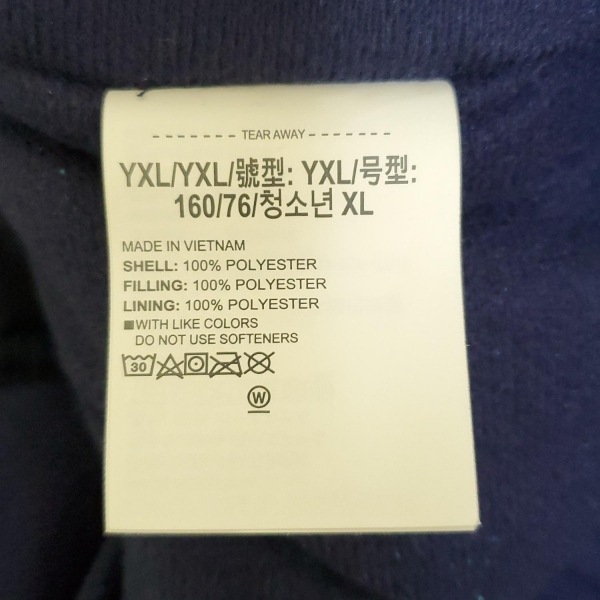 TEAR AWAY
YXL/YXL/號型: YXL/号型:
160/76/청소년 XL
MADE IN VIETNAM
SHELL: 100% POLYESTER
FILLING: 100% POLYESTER
LINING: 100% POLYESTER
WITH LIKE COLORS
DO NOT USE SOFTENERS
30
W